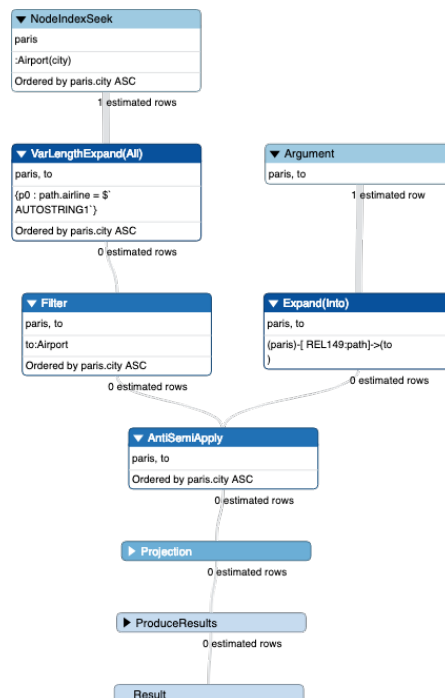 ▼ NodeIndexSeek
paris
:Airport(city)
Ordered by paris.city ASC
1 estimated rows
▼ VarLengthExpand(All)
paris, to
{p0 : path.airline = $`
AUTOSTRING1`}
Ordered by paris.city ASC
0 estimated rows
▼ Argument
paris, to
1 estimated row
▼ Filter
paris, to
to:Airport
Ordered by paris.city ASC
0 estimated rows
▼ Expand(Into)
paris, to
(paris)-[ REL149:path]->(to
)
0 estimated rows
▼ AntiSemiApply
paris, to
Ordered by paris.city ASC
0 estimated rows
▶ Projection
0 estimated rows
▶ ProduceResults
0 estimated rows
Result